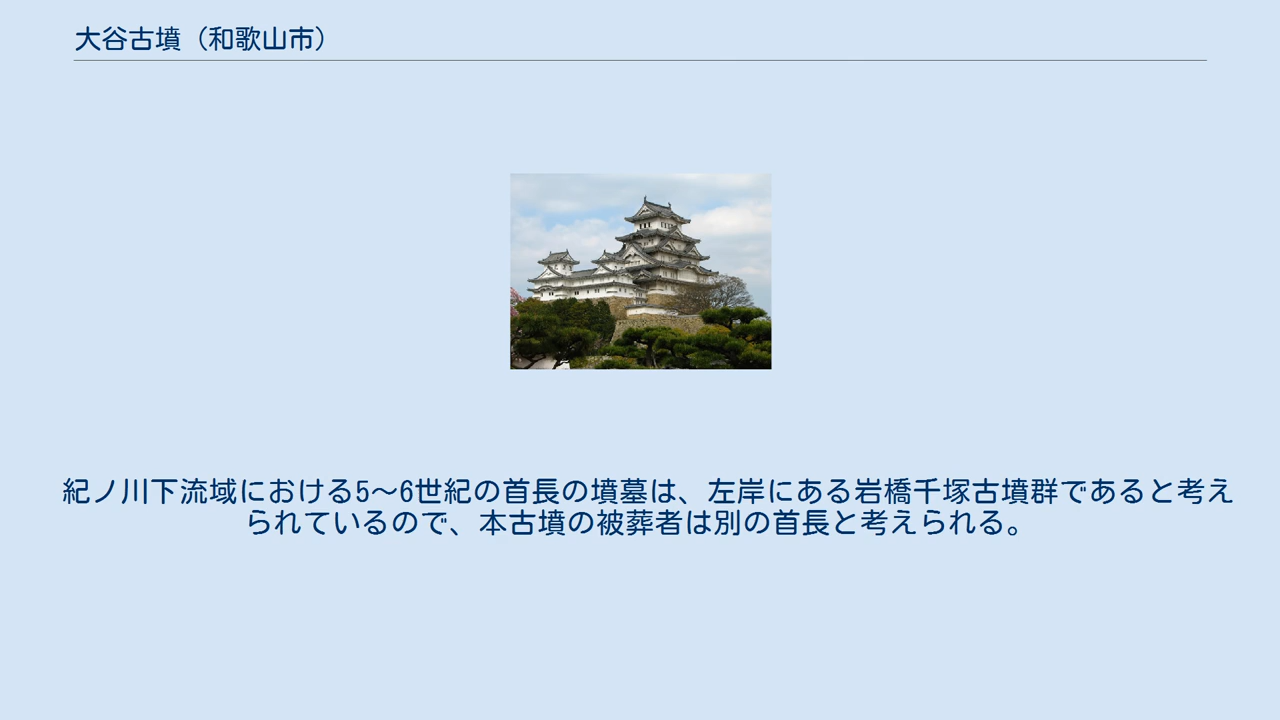 大谷古墳（和歌山市）
紀ノ川下流域における5～6世紀の首長の墳墓は、左岸にある岩橋千塚古墳群であると考え
られているので、本古墳の被葬者は別の首長と考えられる。